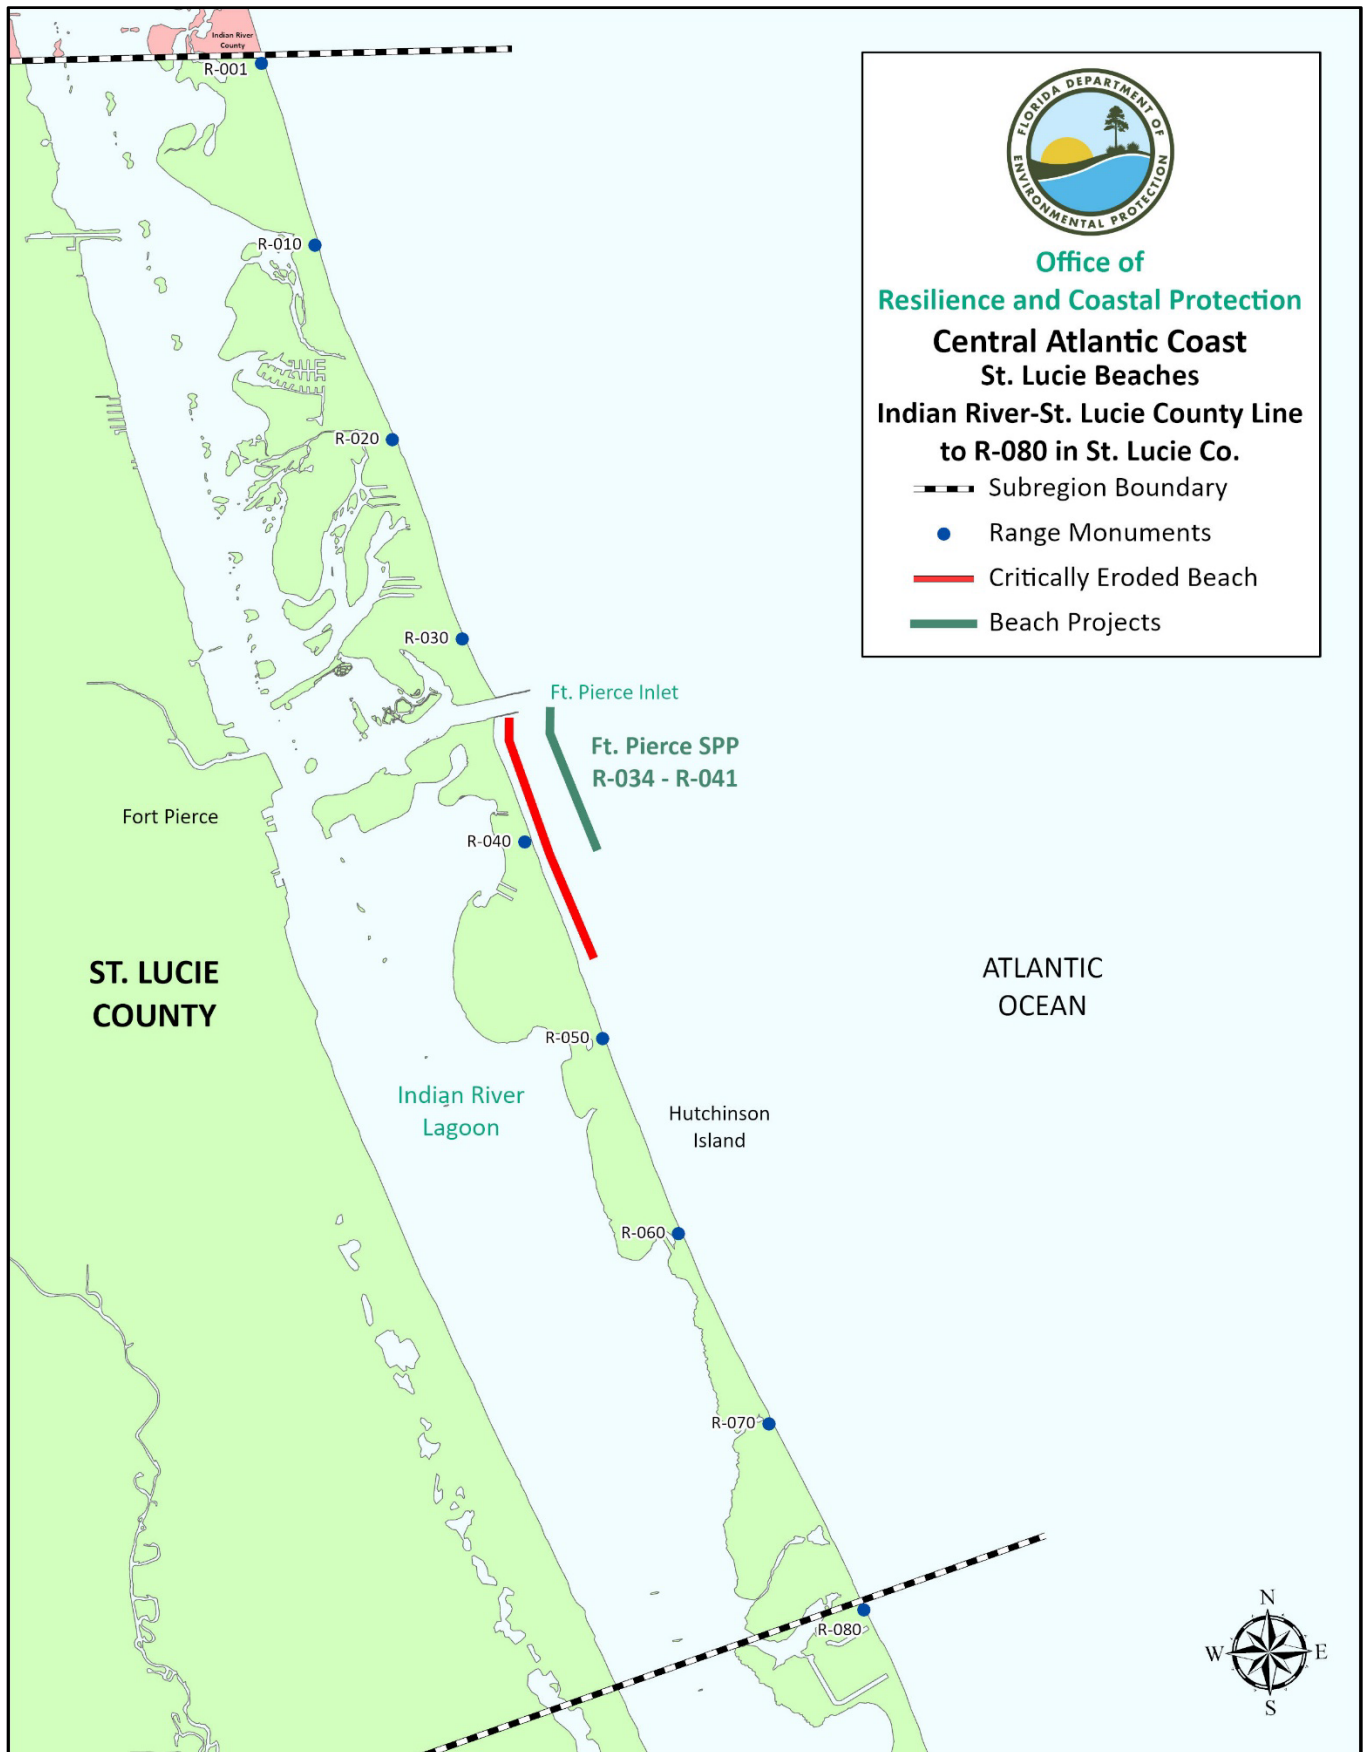 Indian River
County
R-001
FLORIDA DEPARTMENT OF
ENVIRONMENTAL PROTECTION
Office of
Resilience and Coastal Protection
Central Atlantic Coast
St. Lucie Beaches
Indian River-St. Lucie County Line
to R-080 in St. Lucie Co.
Subregion Boundary
Range Monuments
Critically Eroded Beach
Beach Projects
R-010
R-020
R-030
Ft. Pierce Inlet
Ft. Pierce SPP
R-034 - R-041
Fort Pierce
R-040
ST. LUCIE
COUNTY
ATLANTIC
OCEAN
R-050
Indian River
Lagoon
Hutchinson
Island
R-060
R-070
R-080
N
W
E
S